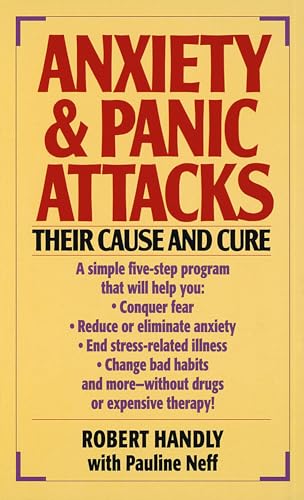 ANXIETY
& PANIC
ATTACKS
THEIR CAUSE AND CURE
A simple five-step program
that will help you:
• Conquer fear
• Reduce or eliminate anxiety
• End stress-related illness
• Change bad habits
and more–without drugs
or expensive therapy!
ROBERT HANDLY
with Pauline Neff